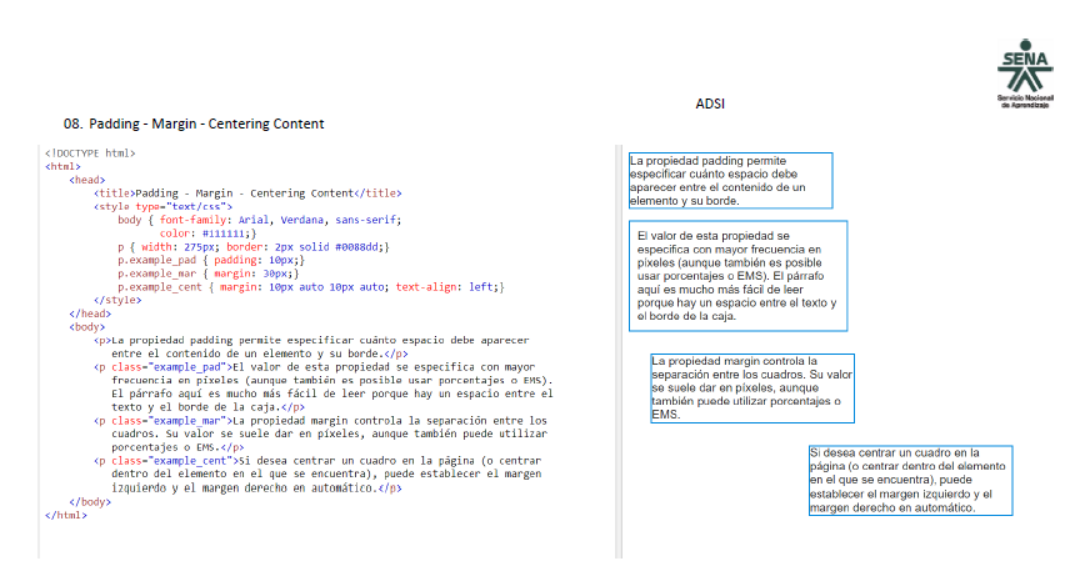 SENA
Servicio Nacional
de Aprendizaje
ADSI
08. Padding - Margin - Centering Content
<!DOCTYPE html>
<html>
<head>
<title>Padding - Margin - Centering Content</title>
<style type="text/css">
body { font-family: Arial, Verdana, sans-serif;
color: #111111;}
p { width: 275px; border: 2px solid #0088dd;}
p.example_pad { padding: 10px;}
p.example_mar { margin: 30px;}
p.example_cent { margin: 10px auto 10px auto; text-align: left;}
</style>
</head>
<body>
<p>La propiedad padding permite especificar cuánto espacio debe aparecer
entre el contenido de un elemento y su borde.</p>
<p class="example_pad">El valor de esta propiedad se especifica con mayor
frecuencia en píxeles (aunque también es posible usar porcentajes o EMS).
El párrafo aquí es mucho más fácil de leer porque hay un espacio entre el
texto y el borde de la caja.</p>
<p class="example_mar">La propiedad margin controla la separación entre los
cuadros. Su valor se suele dar en píxeles, aunque también puede utilizar
porcentajes o EMS.</p>
<p class="example_cent">Si desea centrar un cuadro en la página (o centrar
dentro del elemento en el que se encuentra), puede establecer el margen
izquierdo y el margen derecho en automático.</p>
</body>
</html>
La propiedad padding permite
especificar cuánto espacio debe
aparecer entre el contenido de un
elemento y su borde.
El valor de esta propiedad se
especifica con mayor frecuencia en
píxeles (aunque también es posible
usar porcentajes o EMS). El párrafo
aquí es mucho más fácil de leer
porque hay un espacio entre el texto y
el borde de la caja.
La propiedad margin controla la
separación entre los cuadros. Su valor
se suele dar en píxeles, aunque
también puede utilizar porcentajes o
EMS.
Si desea centrar un cuadro en la
página (o centrar dentro del elemento
en el que se encuentra), puede
establecer el margen izquierdo y el
margen derecho en automático.